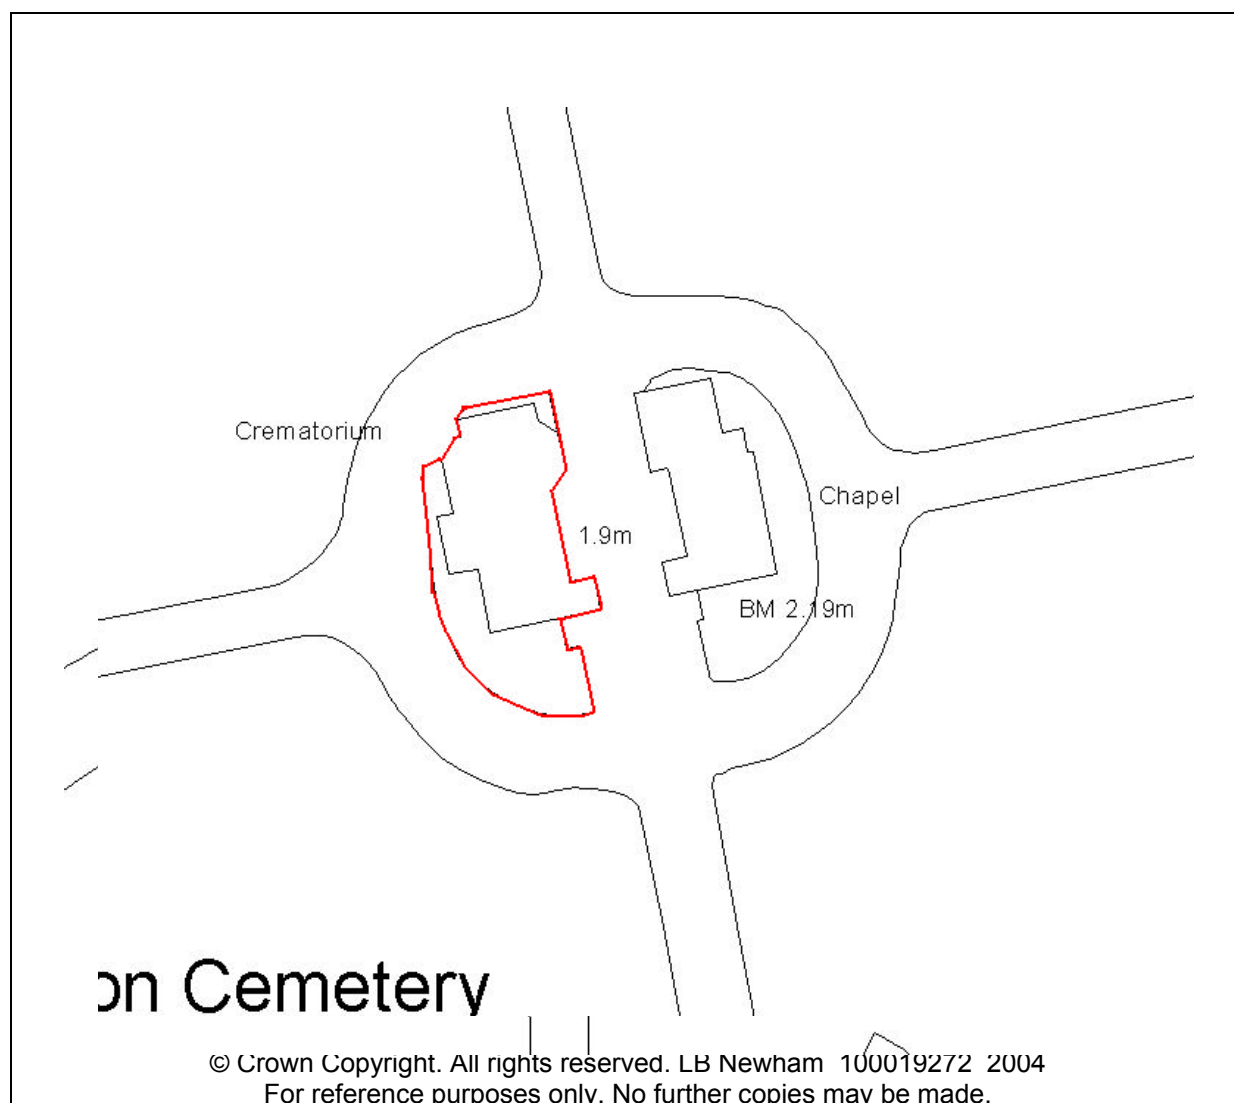 Crematorium
Chapel
1.9m
BM 2.19m
on Cemetery
© Crown Copyright. All rights reserved. LB Newham 100019272 2004
For reference purposes only. No further copies may be made.